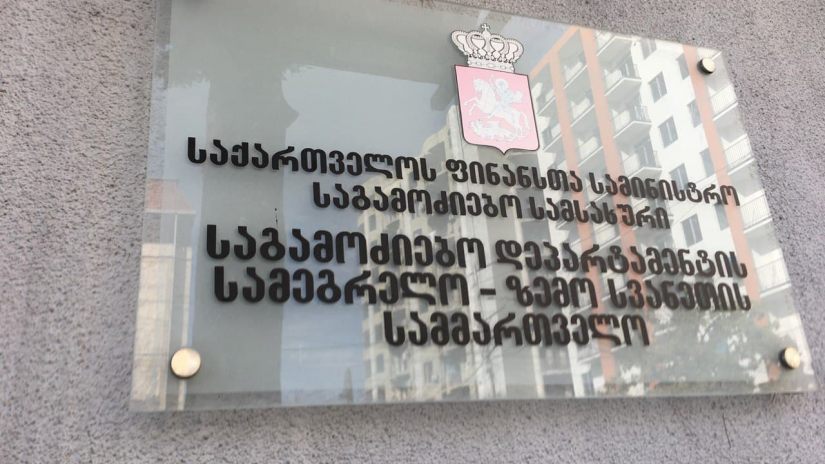 საქართველოს ფინანსთა სამინისტრო
საგამოძიებო სამსახური
საგამოძიებო დეპარტამენტის
სამეგრელო - ზემო სვანეთის
სამმართველო